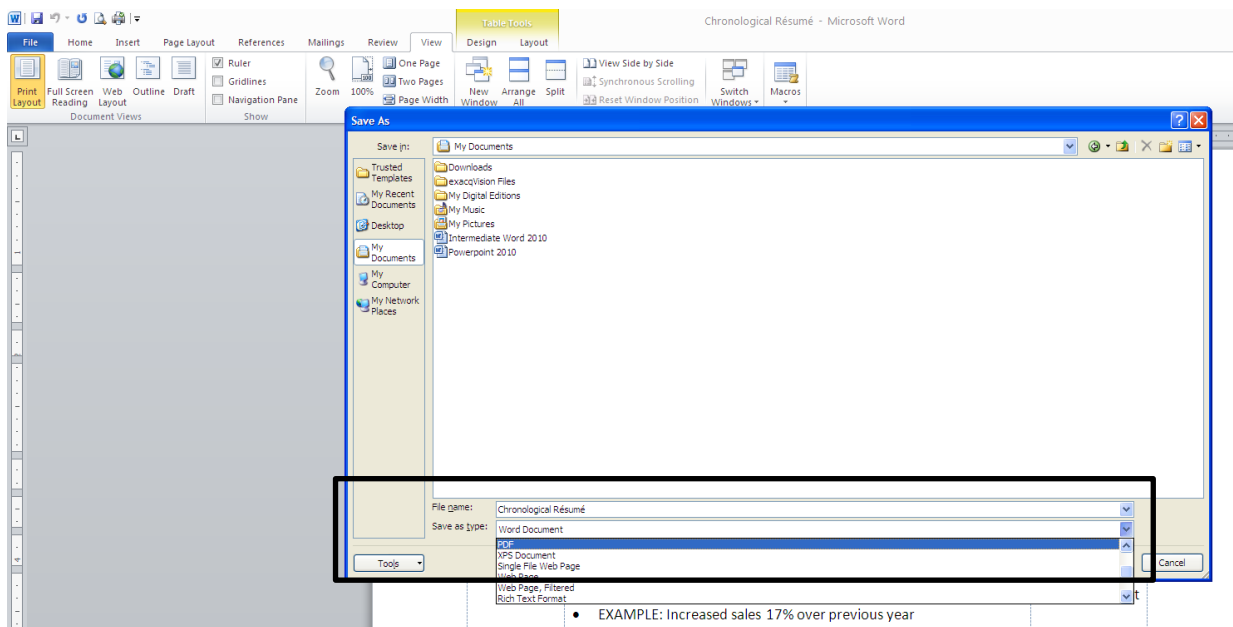 W
Table Tools
Chronological Résumé - Microsoft Word
File Home Insert Page Layout References Mailings Review View Design Layout
Print Layout
Full Screen Reading
Web Layout
Outline
Draft
Document Views
Ruler
Gridlines
Navigation Pane
Show
Zoom
100%
One Page
Two Pages
Page Width
New Window
Arrange All
Split
View Side by Side
Synchronous Scrolling
Reset Window Position
Switch Windows
Macros
Save As
Save in: My Documents
Trusted Templates
My Recent Documents
Desktop
My Documents
My Computer
My Network Places
Downloads
exacqVision Files
My Digital Editions
My Music
My Pictures
Intermediate Word 2010
Powerpoint 2010
File name: Chronological Résumé
Save as type: Word Document
PDF
XPS Document
Single File Web Page
Web Page
Web Page, Filtered
Rich Text Format
Tools
Cancel
t
• EXAMPLE: Increased sales 17% over previous year